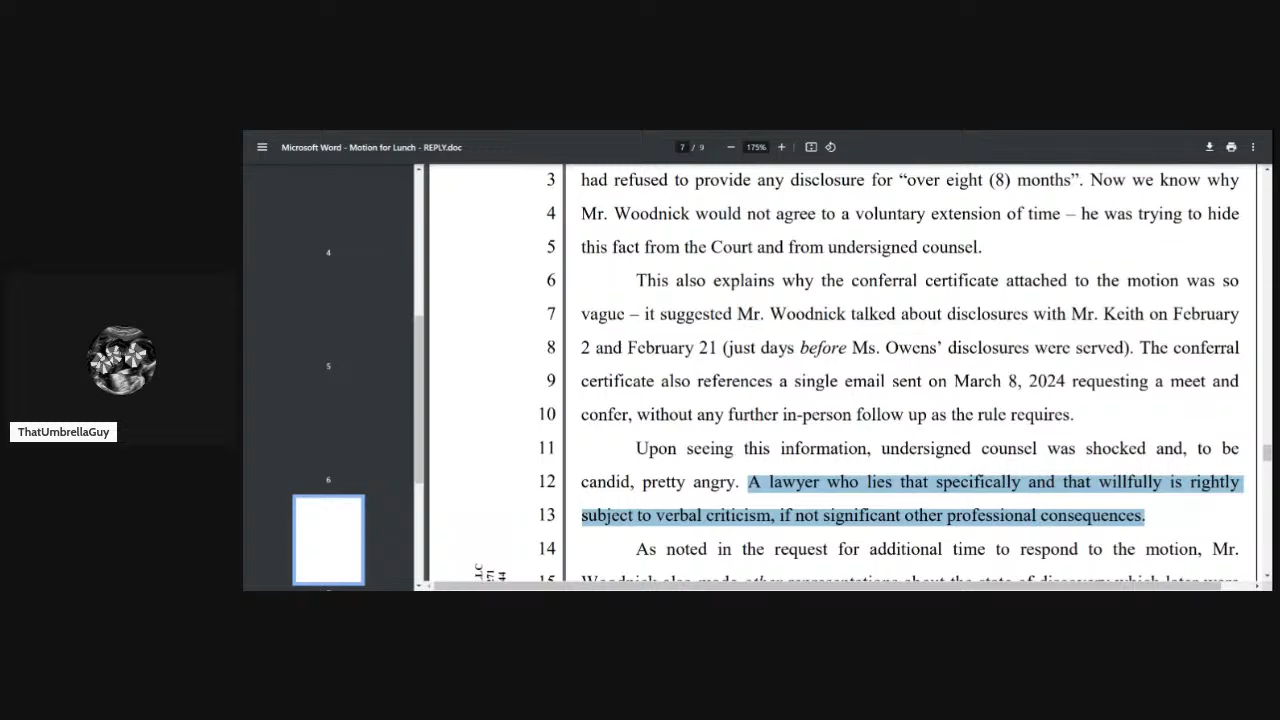 Microsoft Word - Motion for Lunch - REPLY.doc
7 / 9
175%
4
5
6
3 had refused to provide any disclosure for “over eight (8) months”. Now we know why
4 Mr. Woodnick would not agree to a voluntary extension of time – he was trying to hide
5 this fact from the Court and from undersigned counsel.
6 This also explains why the conferral certificate attached to the motion was so
7 vague – it suggested Mr. Woodnick talked about disclosures with Mr. Keith on February
8 2 and February 21 (just days before Ms. Owens’ disclosures were served). The conferral
9 certificate also references a single email sent on March 8, 2024 requesting a meet and
10 confer, without any further in-person follow up as the rule requires.
11 Upon seeing this information, undersigned counsel was shocked and, to be
12 candid, pretty angry. A lawyer who lies that specifically and that willfully is rightly
13 subject to verbal criticism, if not significant other professional consequences.
14 As noted in the request for additional time to respond to the motion, Mr.
ThatUmbrellaGuy